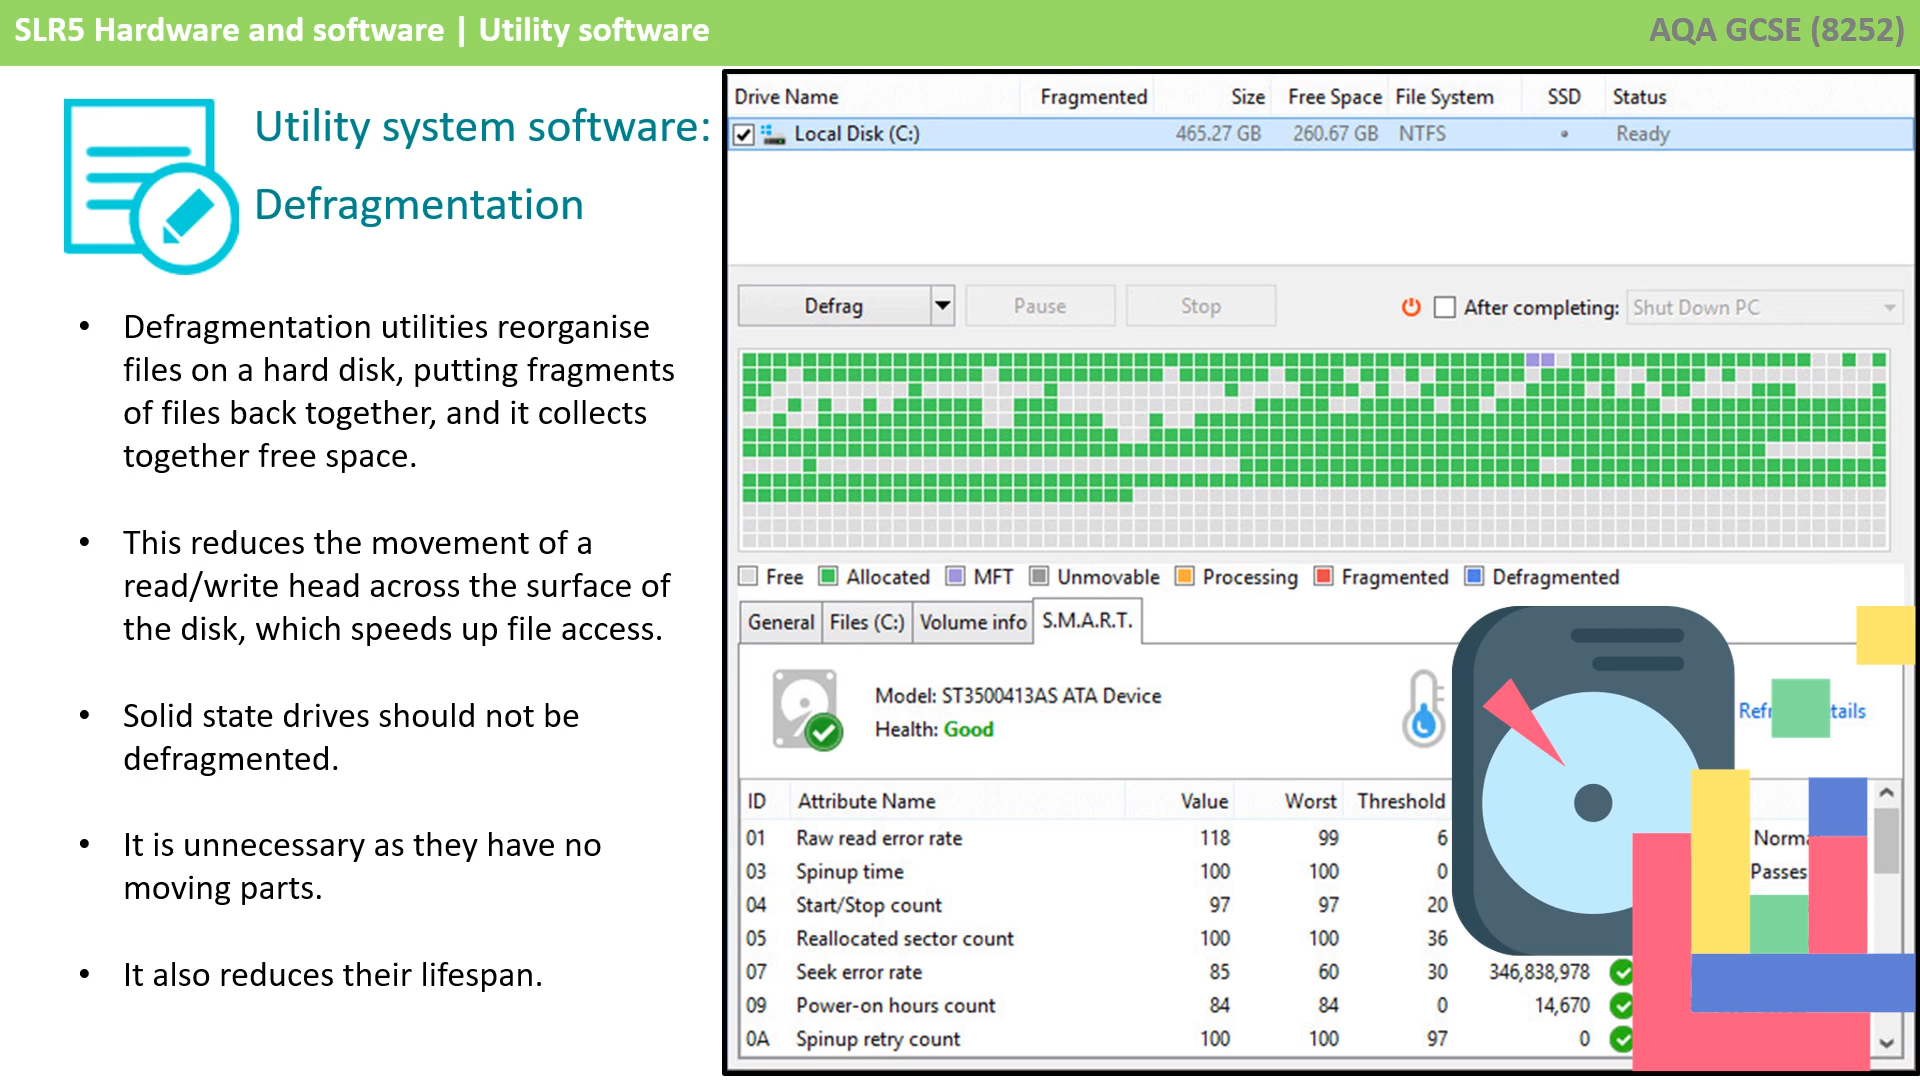 SLR5 Hardware and software | Utility software
AQA GCSE (8252)
Utility system software:
Defragmentation
• Defragmentation utilities reorganise
files on a hard disk, putting fragments
of files back together, and it collects
together free space.
• This reduces the movement of a
read/write head across the surface of
the disk, which speeds up file access.
• Solid state drives should not be
defragmented.
• It is unnecessary as they have no
moving parts.
• It also reduces their lifespan.
Drive Name Fragmented Size Free Space File System SSD Status
Local Disk (C:) 465.27 GB 260.67 GB NTFS • Ready
Defrag Pause Stop After completing: Shut Down PC
Free Allocated MFT Unmovable Processing Fragmented Defragmented
General Files (C:) Volume info S.M.A.R.T.
Model: ST3500413AS ATA Device
Health: Good
ID Attribute Name Value Worst Threshold
01 Raw read error rate 118 99 6
03 Spinup time 100 100 0 Passes
04 Start/Stop count 97 97 20
05 Reallocated sector count 100 100 36
07 Seek error rate 85 60 30 346,838,978
09 Power-on hours count 84 84 0 14,670
0A Spinup retry count 100 100 97 0